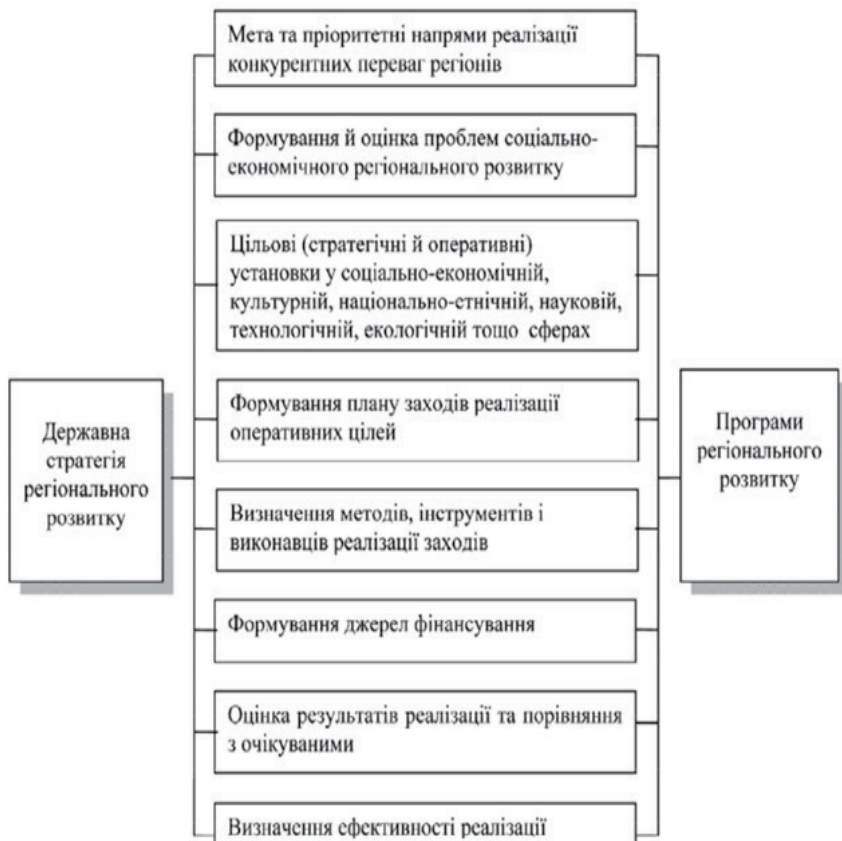 Мета та пріоритетні напрями реалізації
конкурентних переваг регіонів
Формування й оцінка проблем соціально-
економічного регіонального розвитку
Цільові (стратегічні й оперативні)
установки у соціально-економічній,
культурній, національно-етнічній, науковій,
технологічній, екологічній тощо сферах
Формування плану заходів реалізації
оперативних цілей
Державна
стратегія
регіонального
розвитку
Програми
регіонального
розвитку
Визначення методів, інструментів і
виконавців реалізації заходів
Формування джерел фінансування
Оцінка результатів реалізації та порівняння
з очікуваними
Визначення ефективності реалізації